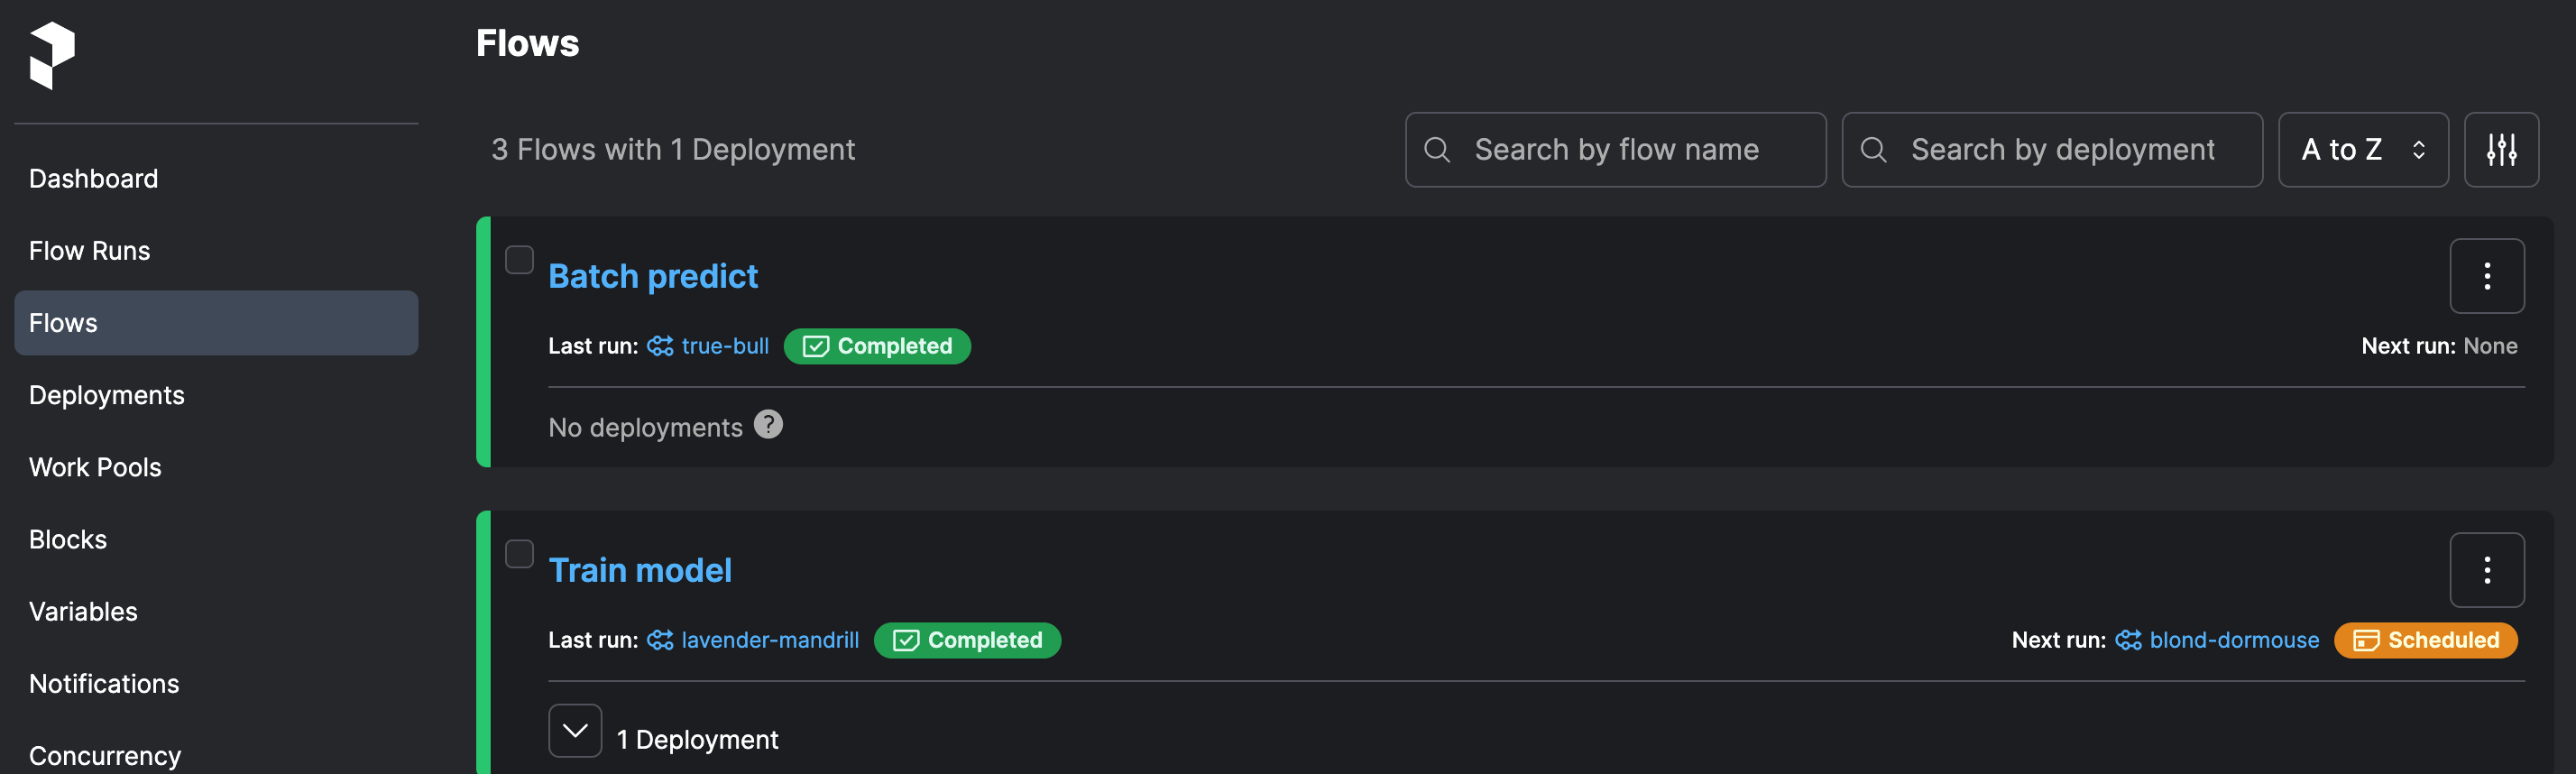 Flows
3 Flows with 1 Deployment
Search by flow name
Search by deployment
A to Z
Dashboard
Flow Runs
Flows
Deployments
Work Pools
Blocks
Variables
Notifications
Concurrency
Batch predict
Last run: true-bull Completed
Next run: None
No deployments ?
Train model
Last run: lavender-mandrill Completed
Next run: blond-dormouse Scheduled
1 Deployment